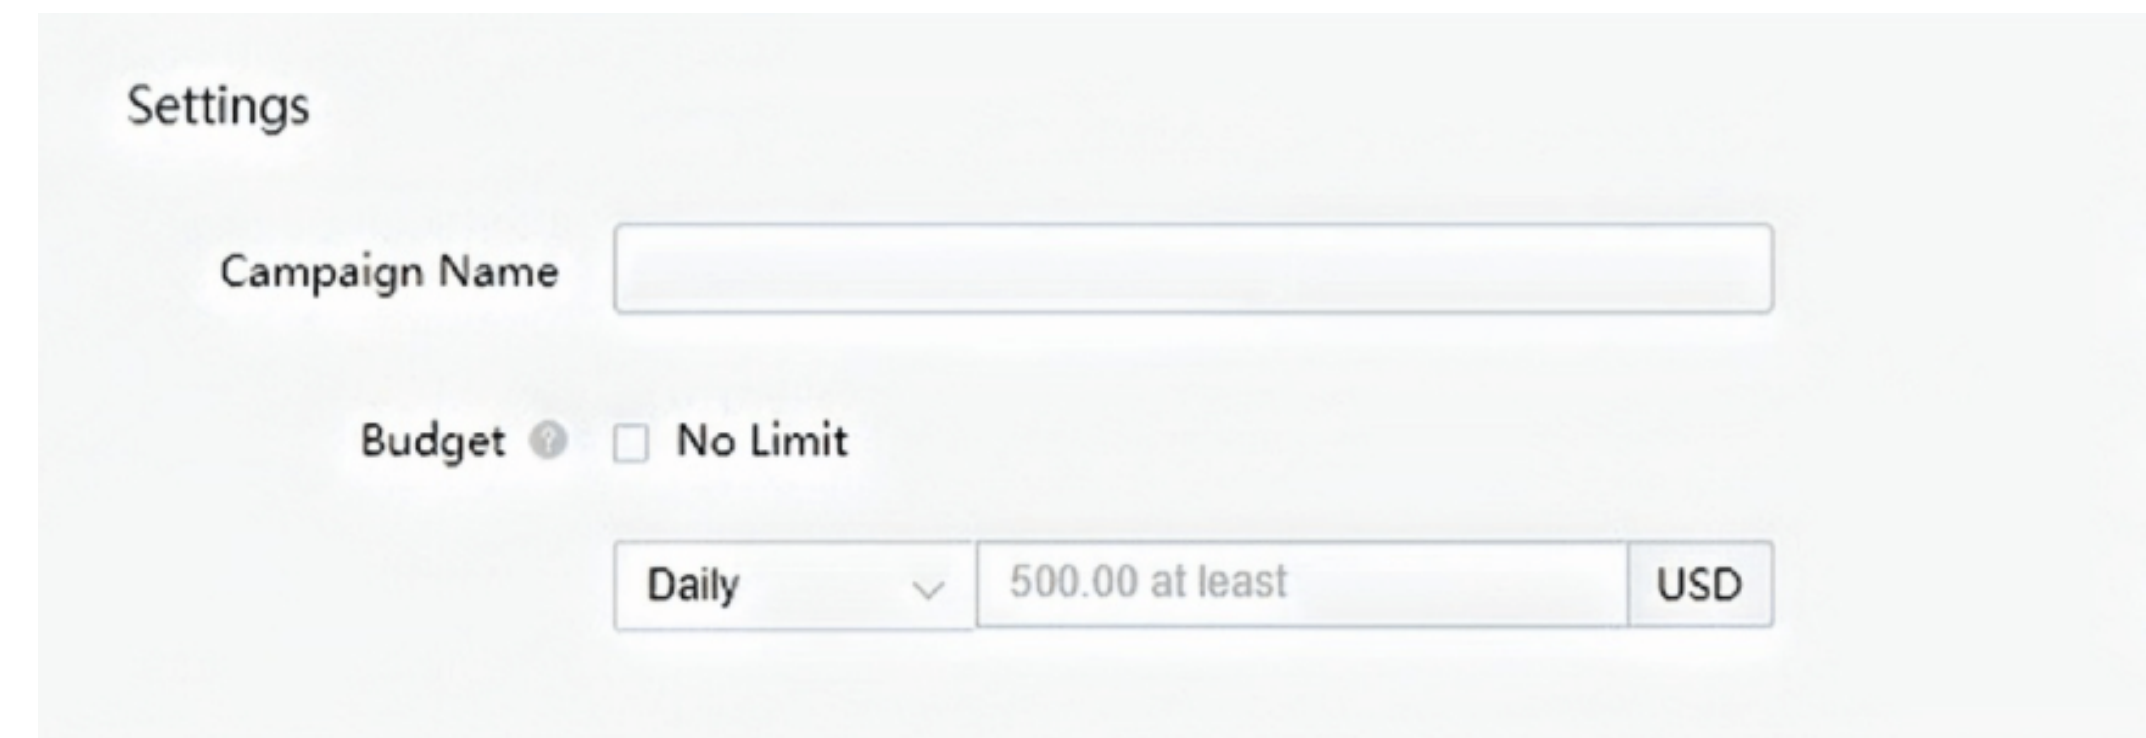 Settings
Campaign Name
Budget ? No Limit
Daily 500.00 at least USD